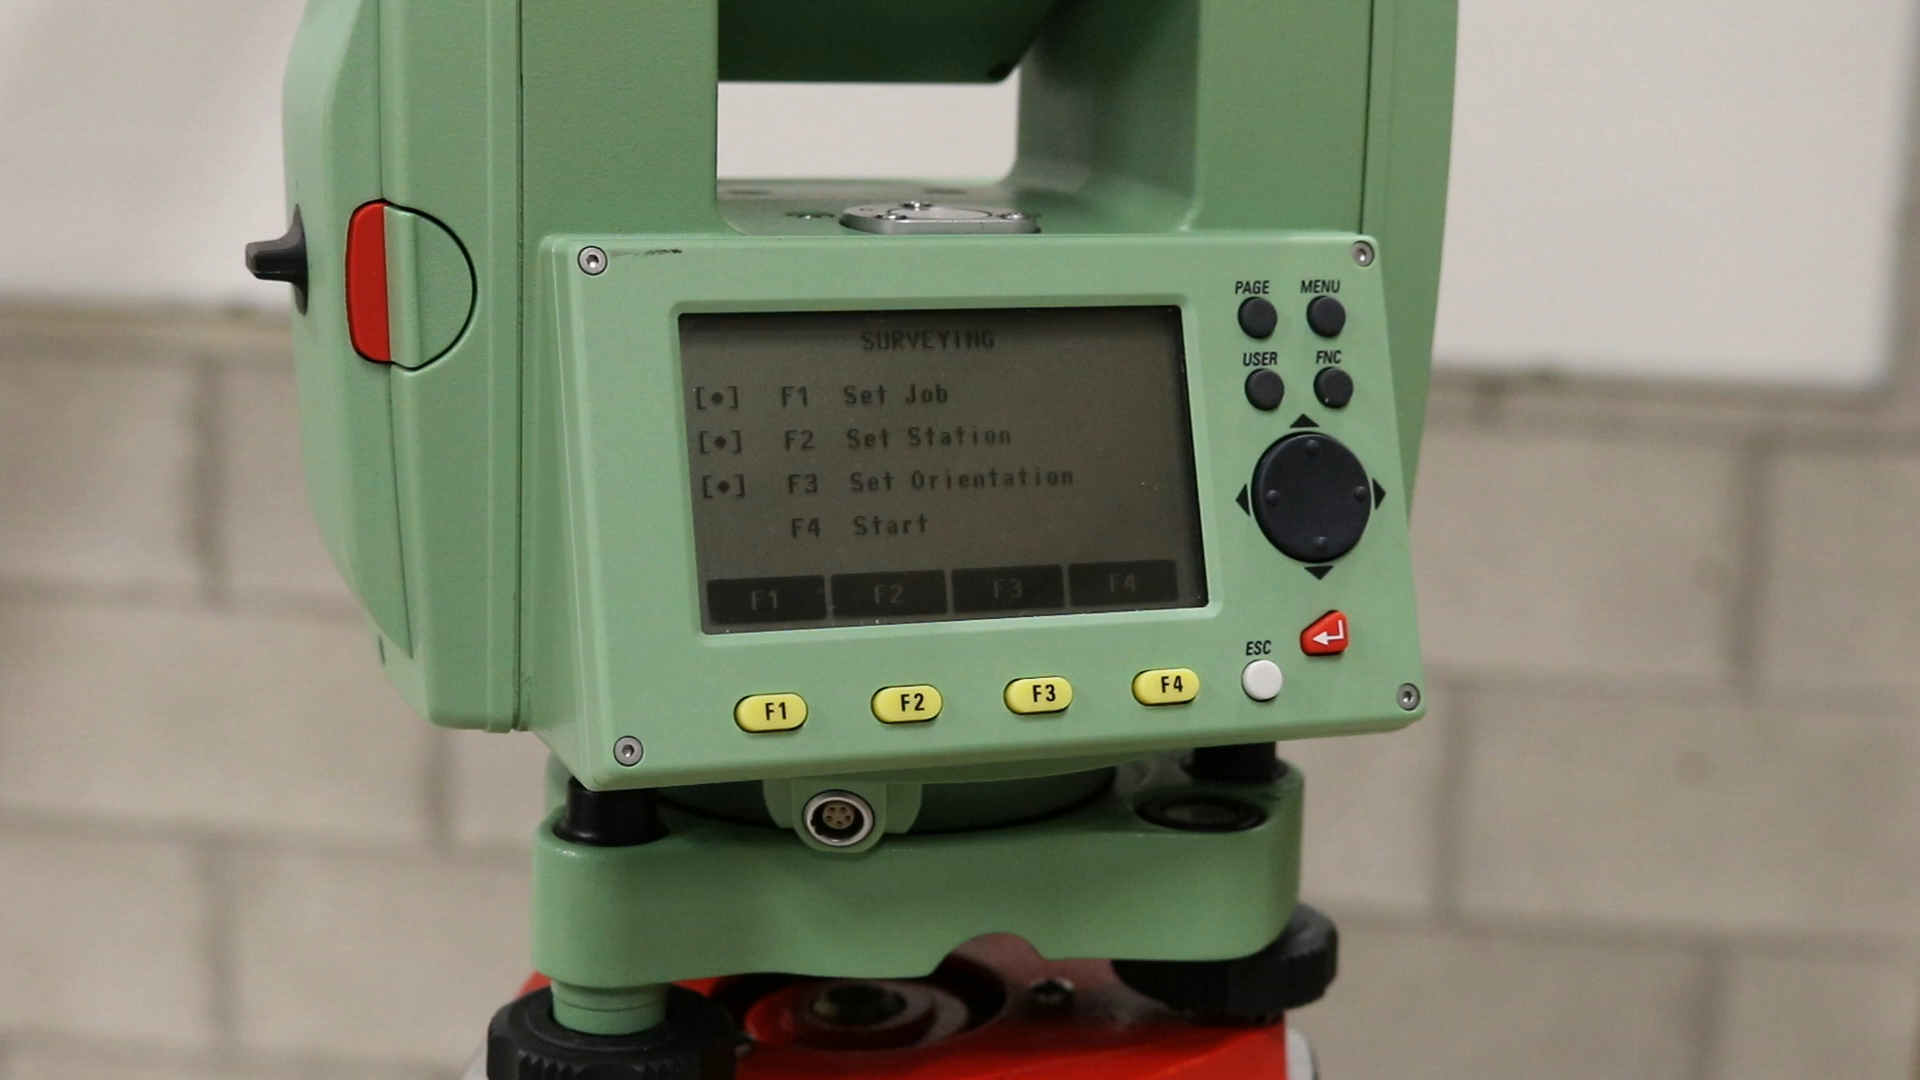 PAGE MENU
USER FNC
SURVEYING
[•] F1 Set Job
[•] F2 Set Station
[•] F3 Set Orientation
F4 Start
F1 F2 F3 F4
ESC
F1 F2 F3 F4